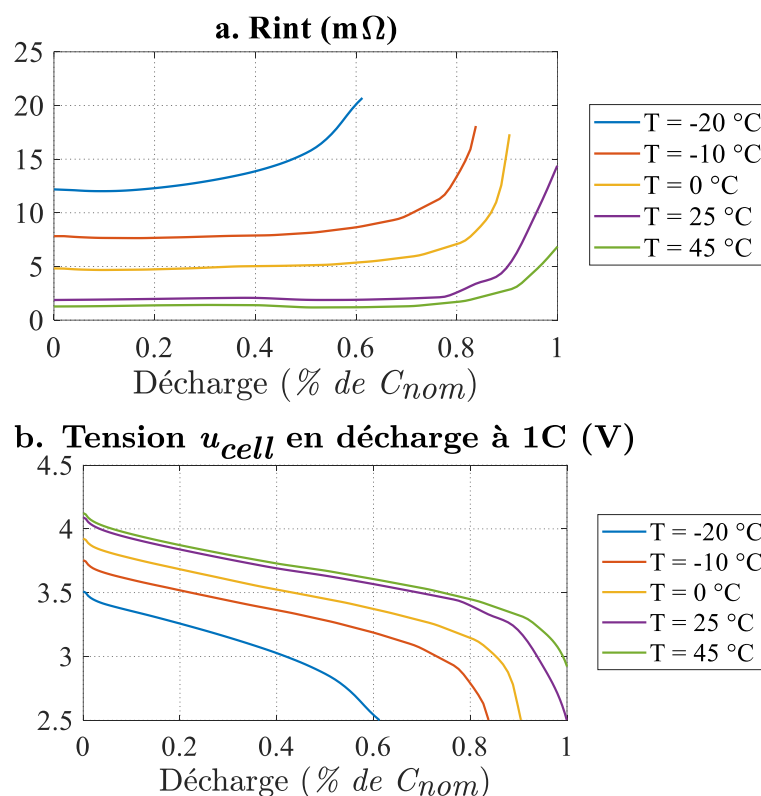 a. Rint (mΩ)
25
20
15
10
5
0
0 0.2 0.4 0.6 0.8 1
Décharge (% de Cnom)
T = -20 °C
T = -10 °C
T = 0 °C
T = 25 °C
T = 45 °C
b. Tension ucell en décharge à 1C (V)
4.5
4
3.5
3
2.5
0 0.2 0.4 0.6 0.8 1
Décharge (% de Cnom)
T = -20 °C
T = -10 °C
T = 0 °C
T = 25 °C
T = 45 °C